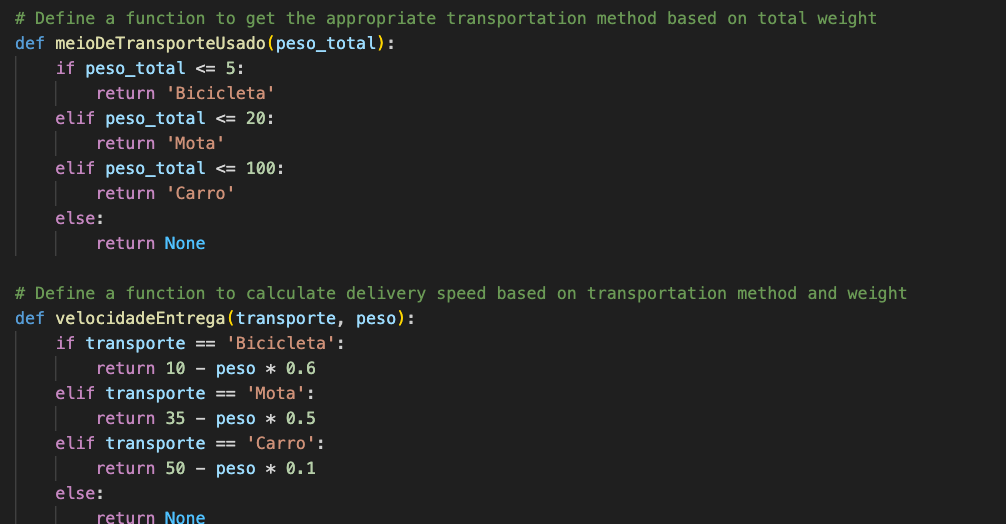 # Define a function to get the appropriate transportation method based on total weight
def meioDeTransporteUsado(peso_total):
    if peso_total <= 5:
        return 'Bicicleta'
    elif peso_total <= 20:
        return 'Mota'
    elif peso_total <= 100:
        return 'Carro'
    else:
        return None

# Define a function to calculate delivery speed based on transportation method and weight
def velocidadeEntrega(transporte, peso):
    if transporte == 'Bicicleta':
        return 10 - peso * 0.6
    elif transporte == 'Mota':
        return 35 - peso * 0.5
    elif transporte == 'Carro':
        return 50 - peso * 0.1
    else:
        return None